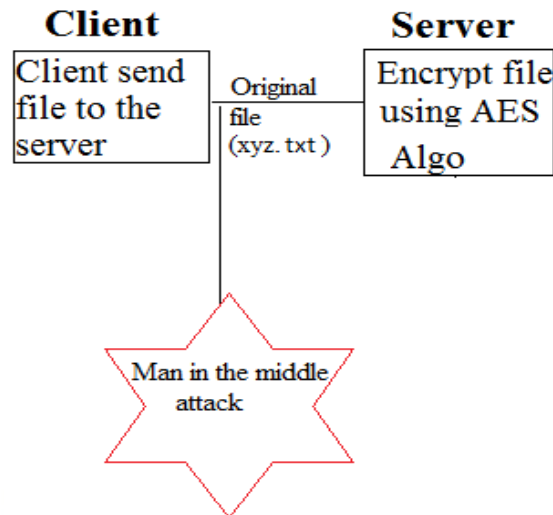 Client
Client send
file to the
server
Original
file
(xyz. txt )
Server
Encrypt file
using AES
Algo
Man in the middle
attack